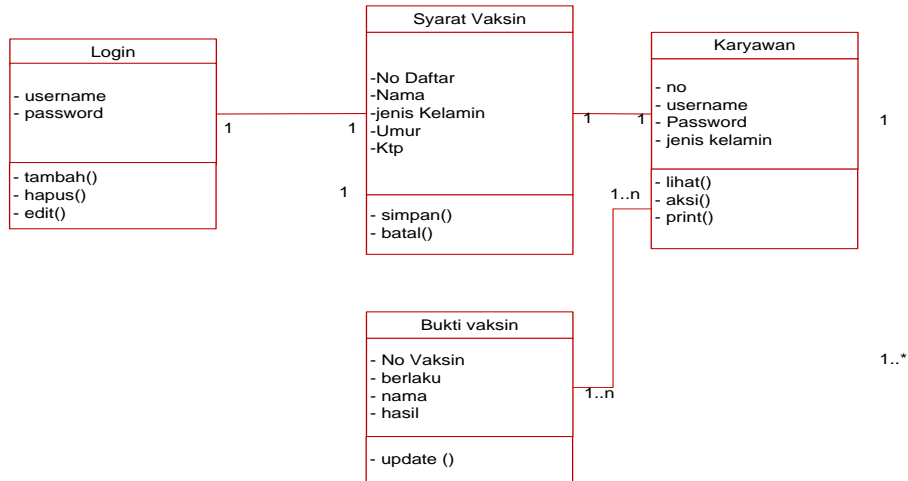 Login
- username
- password
- tambah()
- hapus()
- edit()
1
1
Syarat Vaksin
-No Daftar
-Nama
-jenis Kelamin
-Umur
-Ktp
1
- simpan()
- batal()
1
1
Karyawan
- no
- username
- Password
- jenis kelamin
- lihat()
- aksi()
- print()
1
1..n
Bukti vaksin
- No Vaksin
- berlaku
- nama
- hasil
- update ()
1..n
1..*